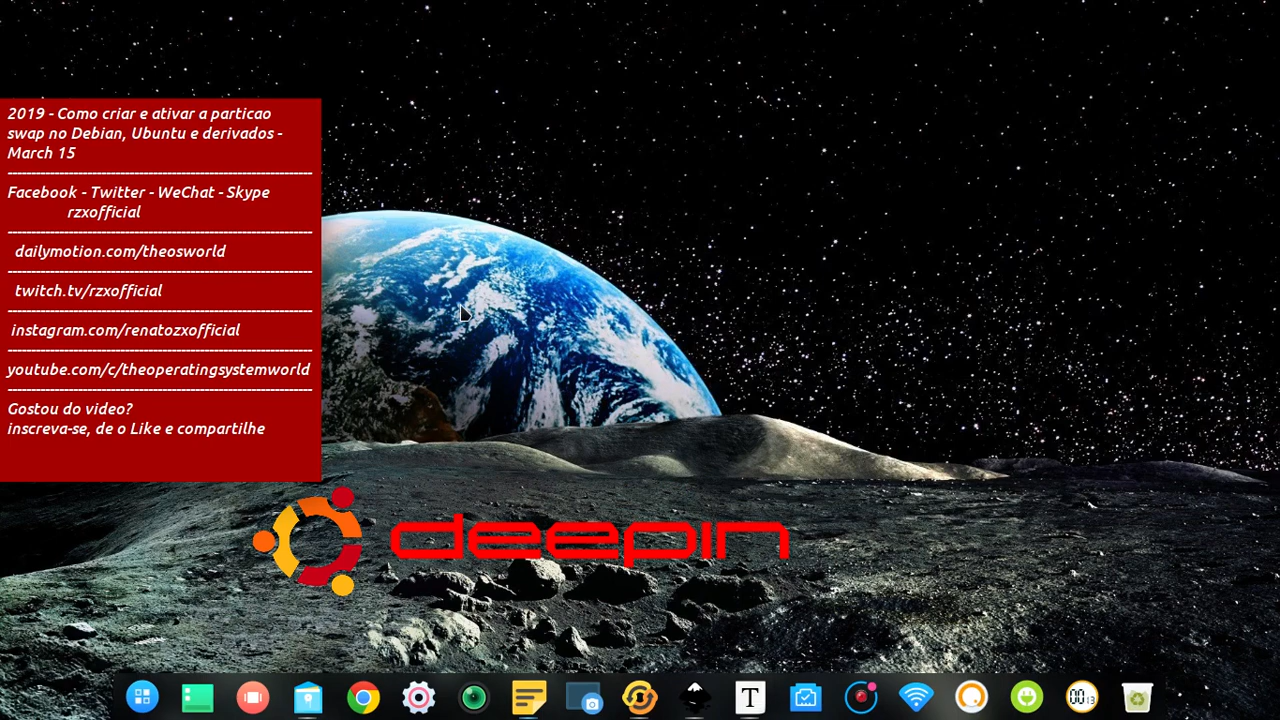 2019 - Como criar e ativar a particao
swap no Debian, Ubuntu e derivados -
March 15
Facebook - Twitter - WeChat - Skype
rzxofficial
dailymotion.com/theosworld
twitch.tv/rzxofficial
instagram.com/renatozxofficial
youtube.com/c/theoperatingsystemworld
Gostou do video?
inscreva-se, de o Like e compartilhe
deepin
T
00 13